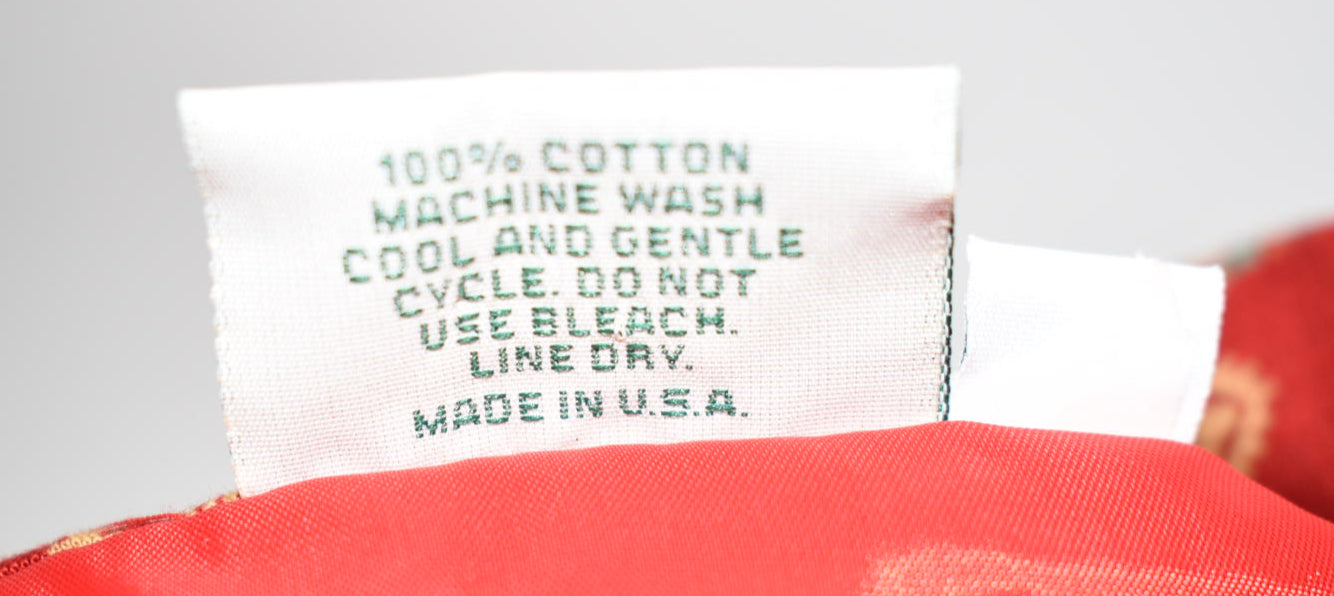 100% COTTON
MACHINE WASH
COOL AND GENTLE
CYCLE. DO NOT
USE BLEACH.
LINE DRY.
MADE IN U.S.A.